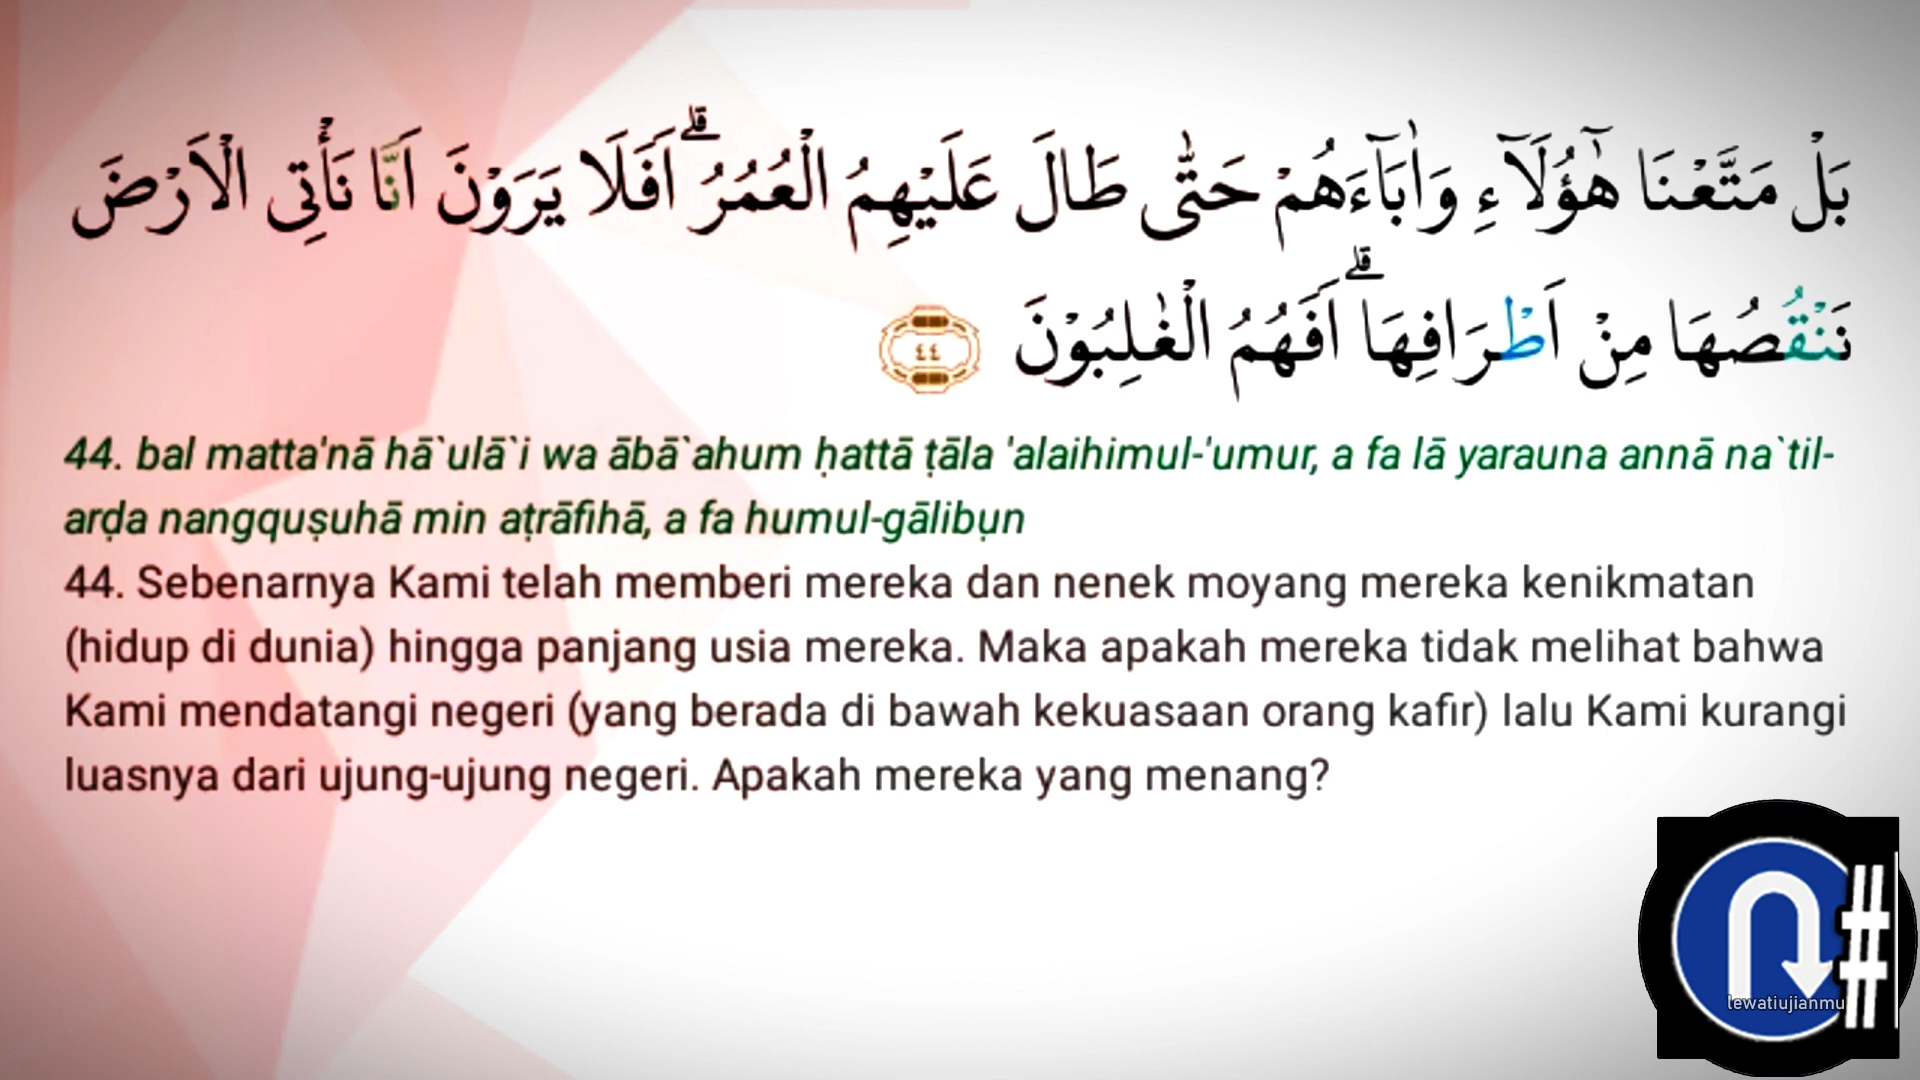 بَلْ مَتَّعْنَا هٰٓؤُلَاۤءِ وَاٰبَاۤءَهُمْ حَتّٰى طَالَ عَلَيْهِمُ الْعُمُرُۗ اَفَلَا يَرَوْنَ اَنَّا نَأْتِى الْاَرْضَ
نَنْقُصُهَا مِنْ اَطْرَافِهَاۗ اَفَهُمُ الْغٰلِبُوْنَ ٤٤
44. bal matta'nā hā`ulā`i wa ābā`ahum ḥattā ṭāla 'alaihimul-'umur, a fa lā yarauna annā na`til-
arḍa nangquṣuhā min aṭrāfihā, a fa humul-gālibụn
44. Sebenarnya Kami telah memberi mereka dan nenek moyang mereka kenikmatan
(hidup di dunia) hingga panjang usia mereka. Maka apakah mereka tidak melihat bahwa
Kami mendatangi negeri (yang berada di bawah kekuasaan orang kafir) lalu Kami kurangi
luasnya dari ujung-ujung negeri. Apakah mereka yang menang?
##
lewatiujianmu